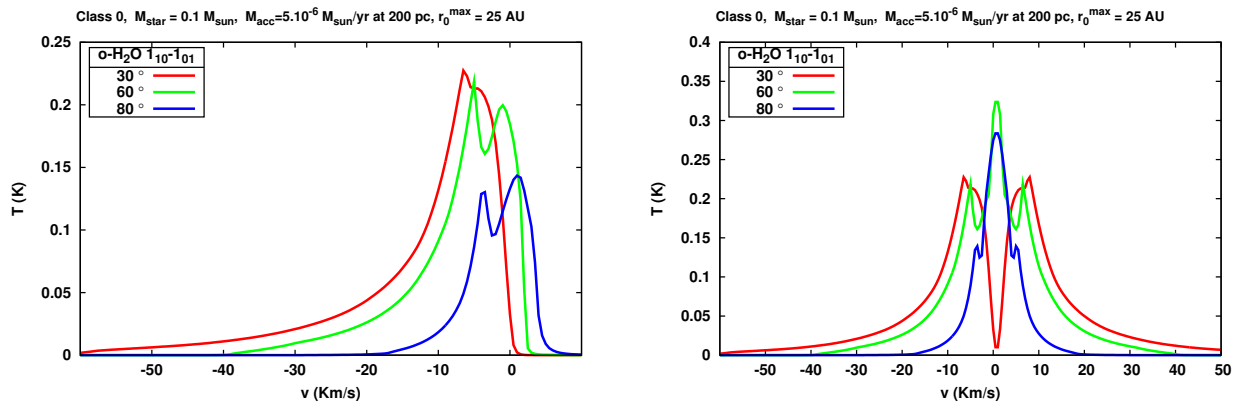 Class 0, M_star = 0.1 M_sun, M_acc=5.10^-6 M_sun/yr at 200 pc, r_0^max = 25 AU
o-H_2O 1_10-1_01
30 °
60 °
80 °
0.25
0.2
0.15
0.1
0.05
0
-50 -40 -30 -20 -10 0
T (K)
v (Km/s)
Class 0, M_star = 0.1 M_sun, M_acc=5.10^-6 M_sun/yr at 200 pc, r_0^max = 25 AU
o-H_2O 1_10-1_01
30 °
60 °
80 °
0.4
0.35
0.3
0.25
0.2
0.15
0.1
0.05
0
-50 -40 -30 -20 -10 0 10 20 30 40 50
T (K)
v (Km/s)